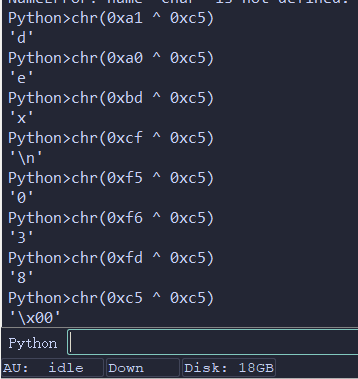 NameError: name 'char' is not defined.
Python>chr(0xa1 ^ 0xc5)
'd'
Python>chr(0xa0 ^ 0xc5)
'e'
Python>chr(0xbd ^ 0xc5)
'x'
Python>chr(0xcf ^ 0xc5)
'\n'
Python>chr(0xf5 ^ 0xc5)
'0'
Python>chr(0xf6 ^ 0xc5)
'3'
Python>chr(0xfd ^ 0xc5)
'8'
Python>chr(0xc5 ^ 0xc5)
'\x00'
Python
AU: idle Down Disk: 18GB